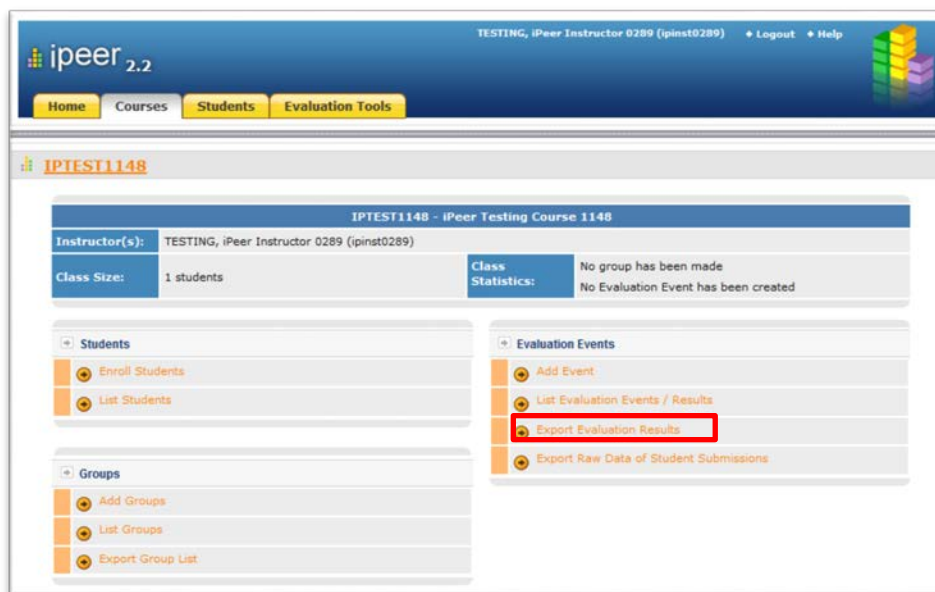 TESTING, iPeer Instructor 0289 (ipinst0289) Logout Help
ipeer 2.2
Home Courses Students Evaluation Tools
IPTEST1148
IPTEST1148 - iPeer Testing Course 1148
Instructor(s): TESTING, iPeer Instructor 0289 (ipinst0289)
Class Size: 1 students
Class Statistics:
No group has been made
No Evaluation Event has been created
Students
Enroll Students
List Students
Groups
Add Groups
List Groups
Export Group List
Evaluation Events
Add Event
List Evaluation Events / Results
Export Evaluation Results
Export Raw Data of Student Submissions